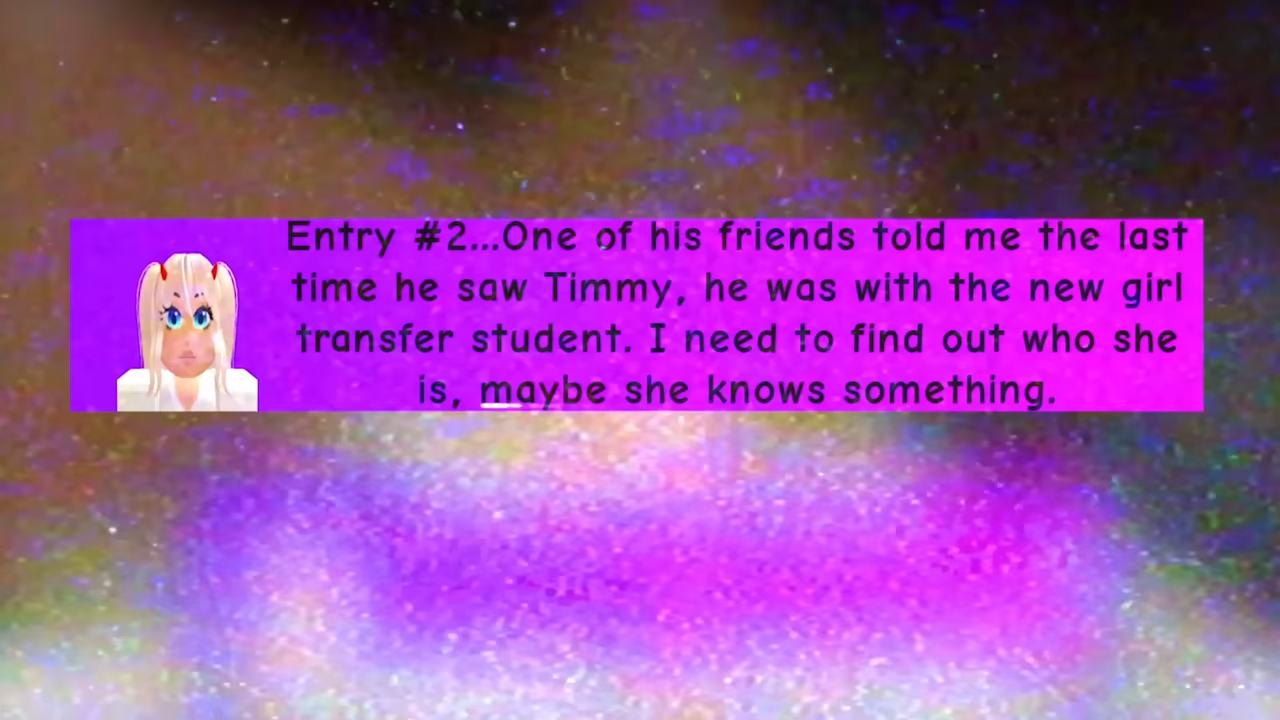 Entry #2...One of his friends told me the last
time he saw Timmy, he was with the new girl
transfer student. I need to find out who she
is, maybe she knows something.